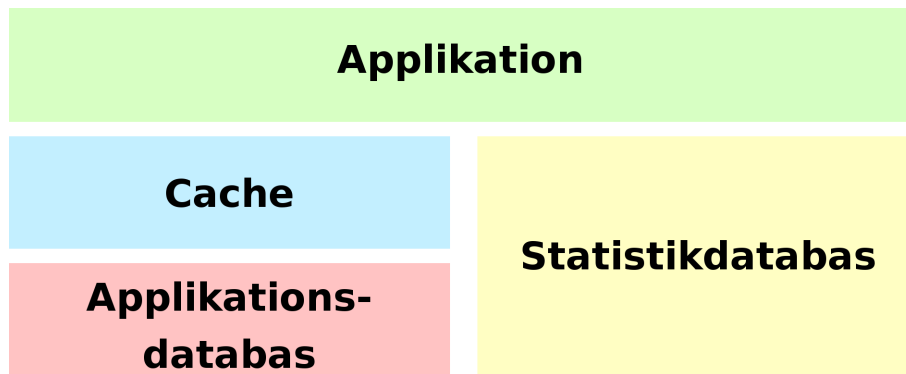 Applikation
Cache
Statistikdatabas
Applikations-
databas